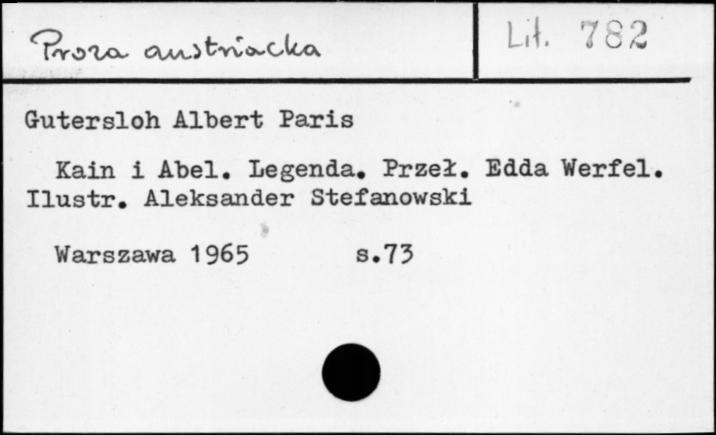 Proza austriacka
Lit. 782
Gutersloh Albert Paris
Kain i Abel. Legenda. Przeł. Edda Werfel.
Ilustr. Aleksander Stefanowski
Warszawa 1965 s.73